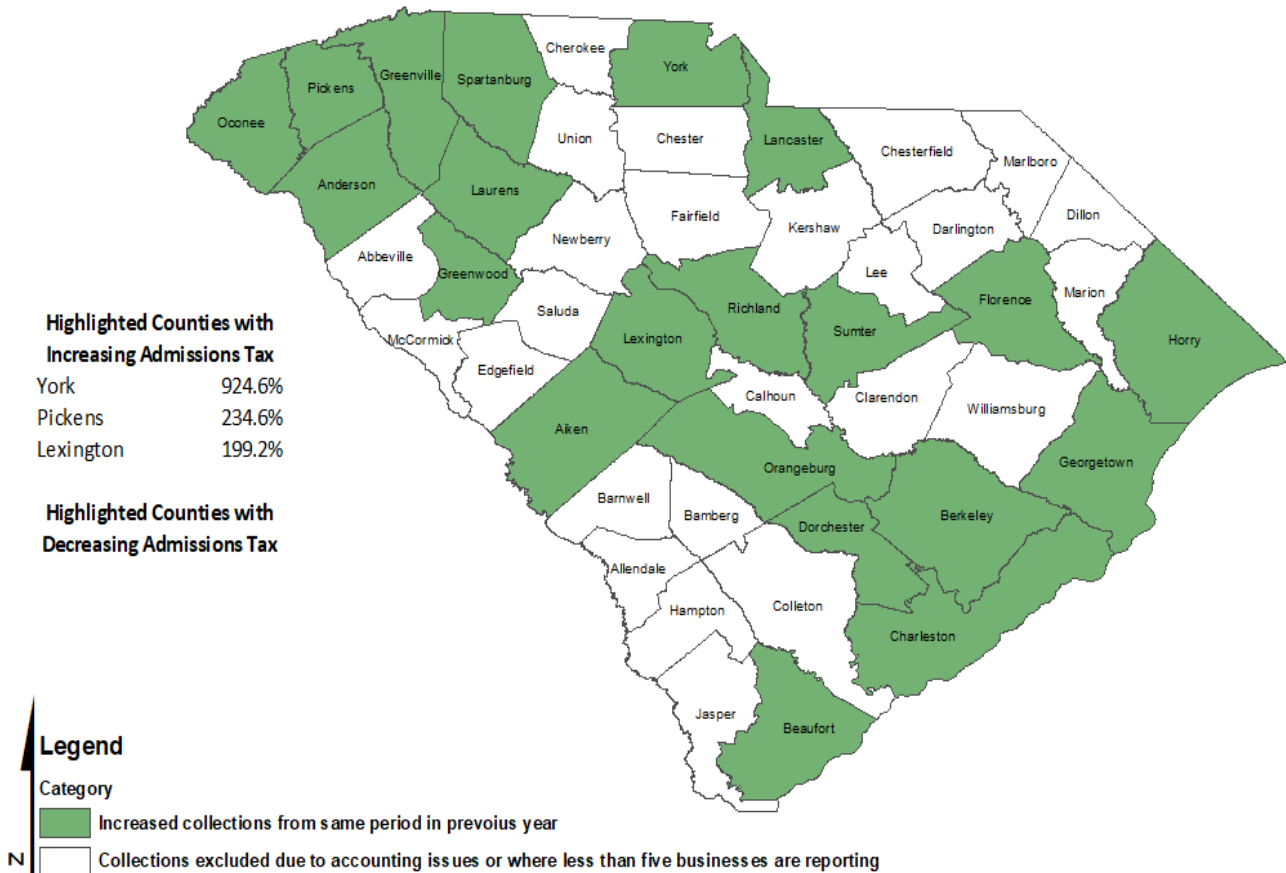 Cherokee
York
Greenville
Spartanburg
Pickens
Oconee
Union
Chester
Lancaster
Chesterfield
Marlboro
Anderson
Laurens
Fairfield
Kershaw
Darlington
Dillon
Newberry
Abbeville
Greenwood
Lee
Saluda
Richland
Florence
Marion
Lexington
Sumter
Horry
McCormick
Edgefield
Calhoun
Clarendon
Williamsburg
Aiken
Orangeburg
Georgetown
Barnwell
Bamberg
Dorchester
Berkeley
Allendale
Hampton
Colleton
Charleston
Jasper
Beaufort
Highlighted Counties with
Increasing Admissions Tax
York 924.6%
Pickens 234.6%
Lexington 199.2%
Highlighted Counties with
Decreasing Admissions Tax
Legend
Category
Increased collections from same period in prevoius year
Collections excluded due to accounting issues or where less than five businesses are reporting
N